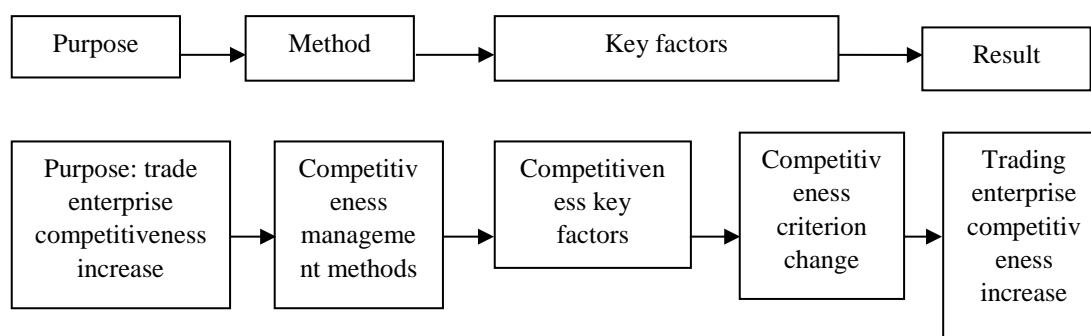 Purpose
Method
Key factors
Result
Purpose: trade
enterprise
competitiveness
increase
Competitiv
eness
manageme
nt methods
Competitiven
ess key
factors
Competitiv
eness
criterion
change
Trading
enterprise
competitiv
eness
increase